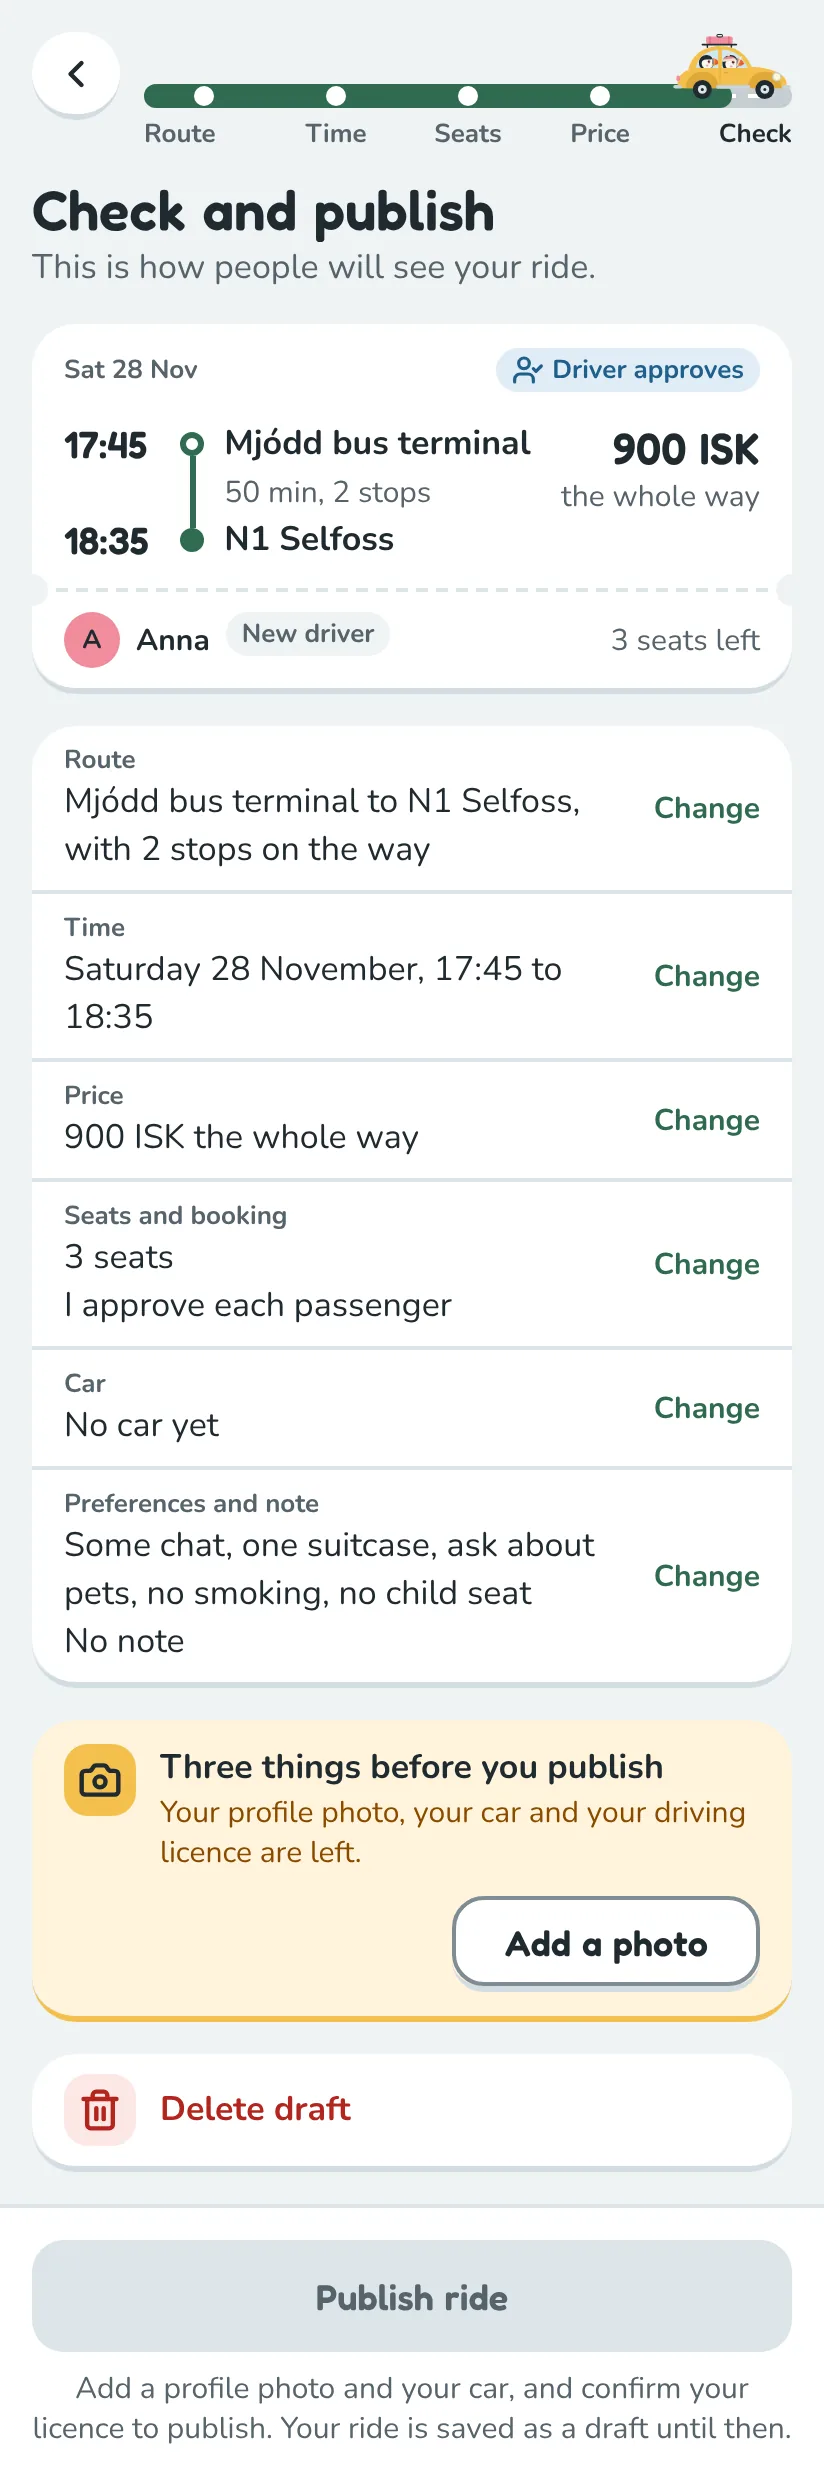 Route Time Seats Price Check
Check and publish
This is how people will see your ride.
Sat 28 Nov
Driver approves
17:45 Mjódd bus terminal 900 ISK
50 min, 2 stops the whole way
18:35 N1 Selfoss
A Anna New driver 3 seats left
Route
Mjódd bus terminal to N1 Selfoss,
with 2 stops on the way
Change
Time
Saturday 28 November, 17:45 to
18:35
Change
Price
900 ISK the whole way
Change
Seats and booking
3 seats
I approve each passenger
Change
Car
No car yet
Change
Preferences and note
Some chat, one suitcase, ask about
pets, no smoking, no child seat
No note
Change
Three things before you publish
Your profile photo, your car and your driving
licence are left.
Add a photo
Delete draft
Publish ride
Add a profile photo and your car, and confirm your
licence to publish. Your ride is saved as a draft until then.